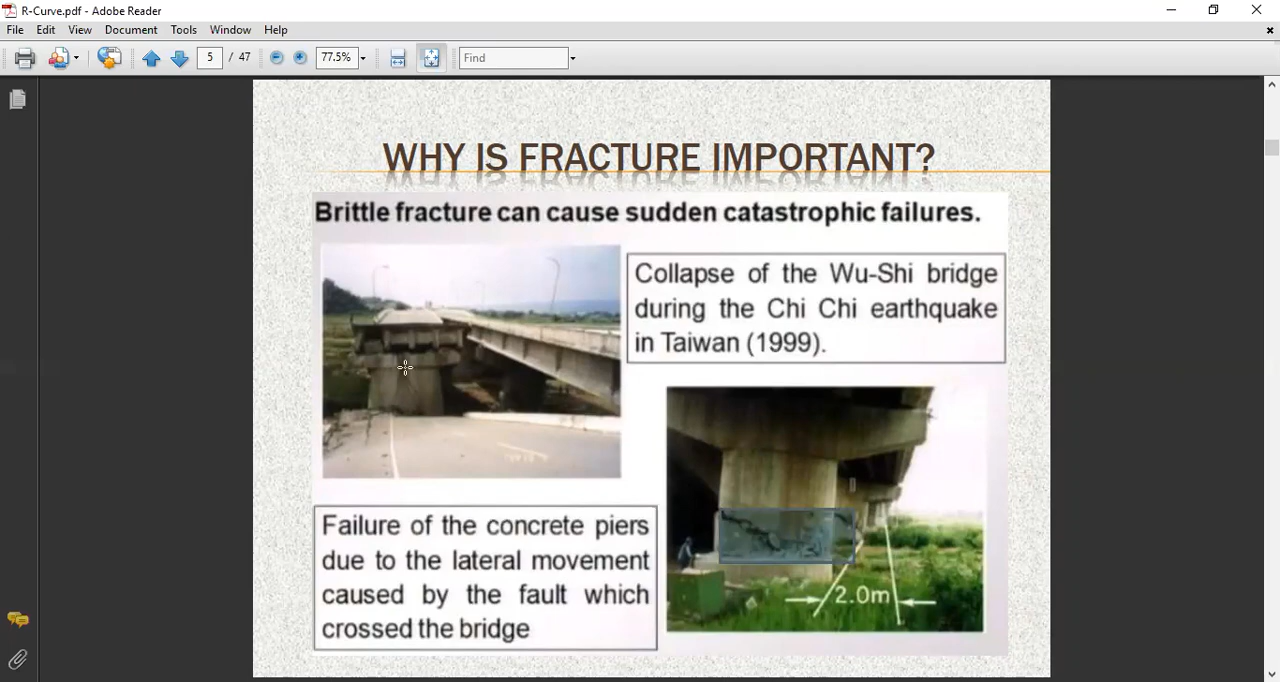 R-Curve.pdf - Adobe Reader
File Edit View Document Tools Window Help
5 / 47 77.5% Find
WHY IS FRACTURE IMPORTANT?
Brittle fracture can cause sudden catastrophic failures.
Collapse of the Wu-Shi bridge
during the Chi Chi earthquake
in Taiwan (1999).
Failure of the concrete piers
due to the lateral movement
caused by the fault which
crossed the bridge
2.0m